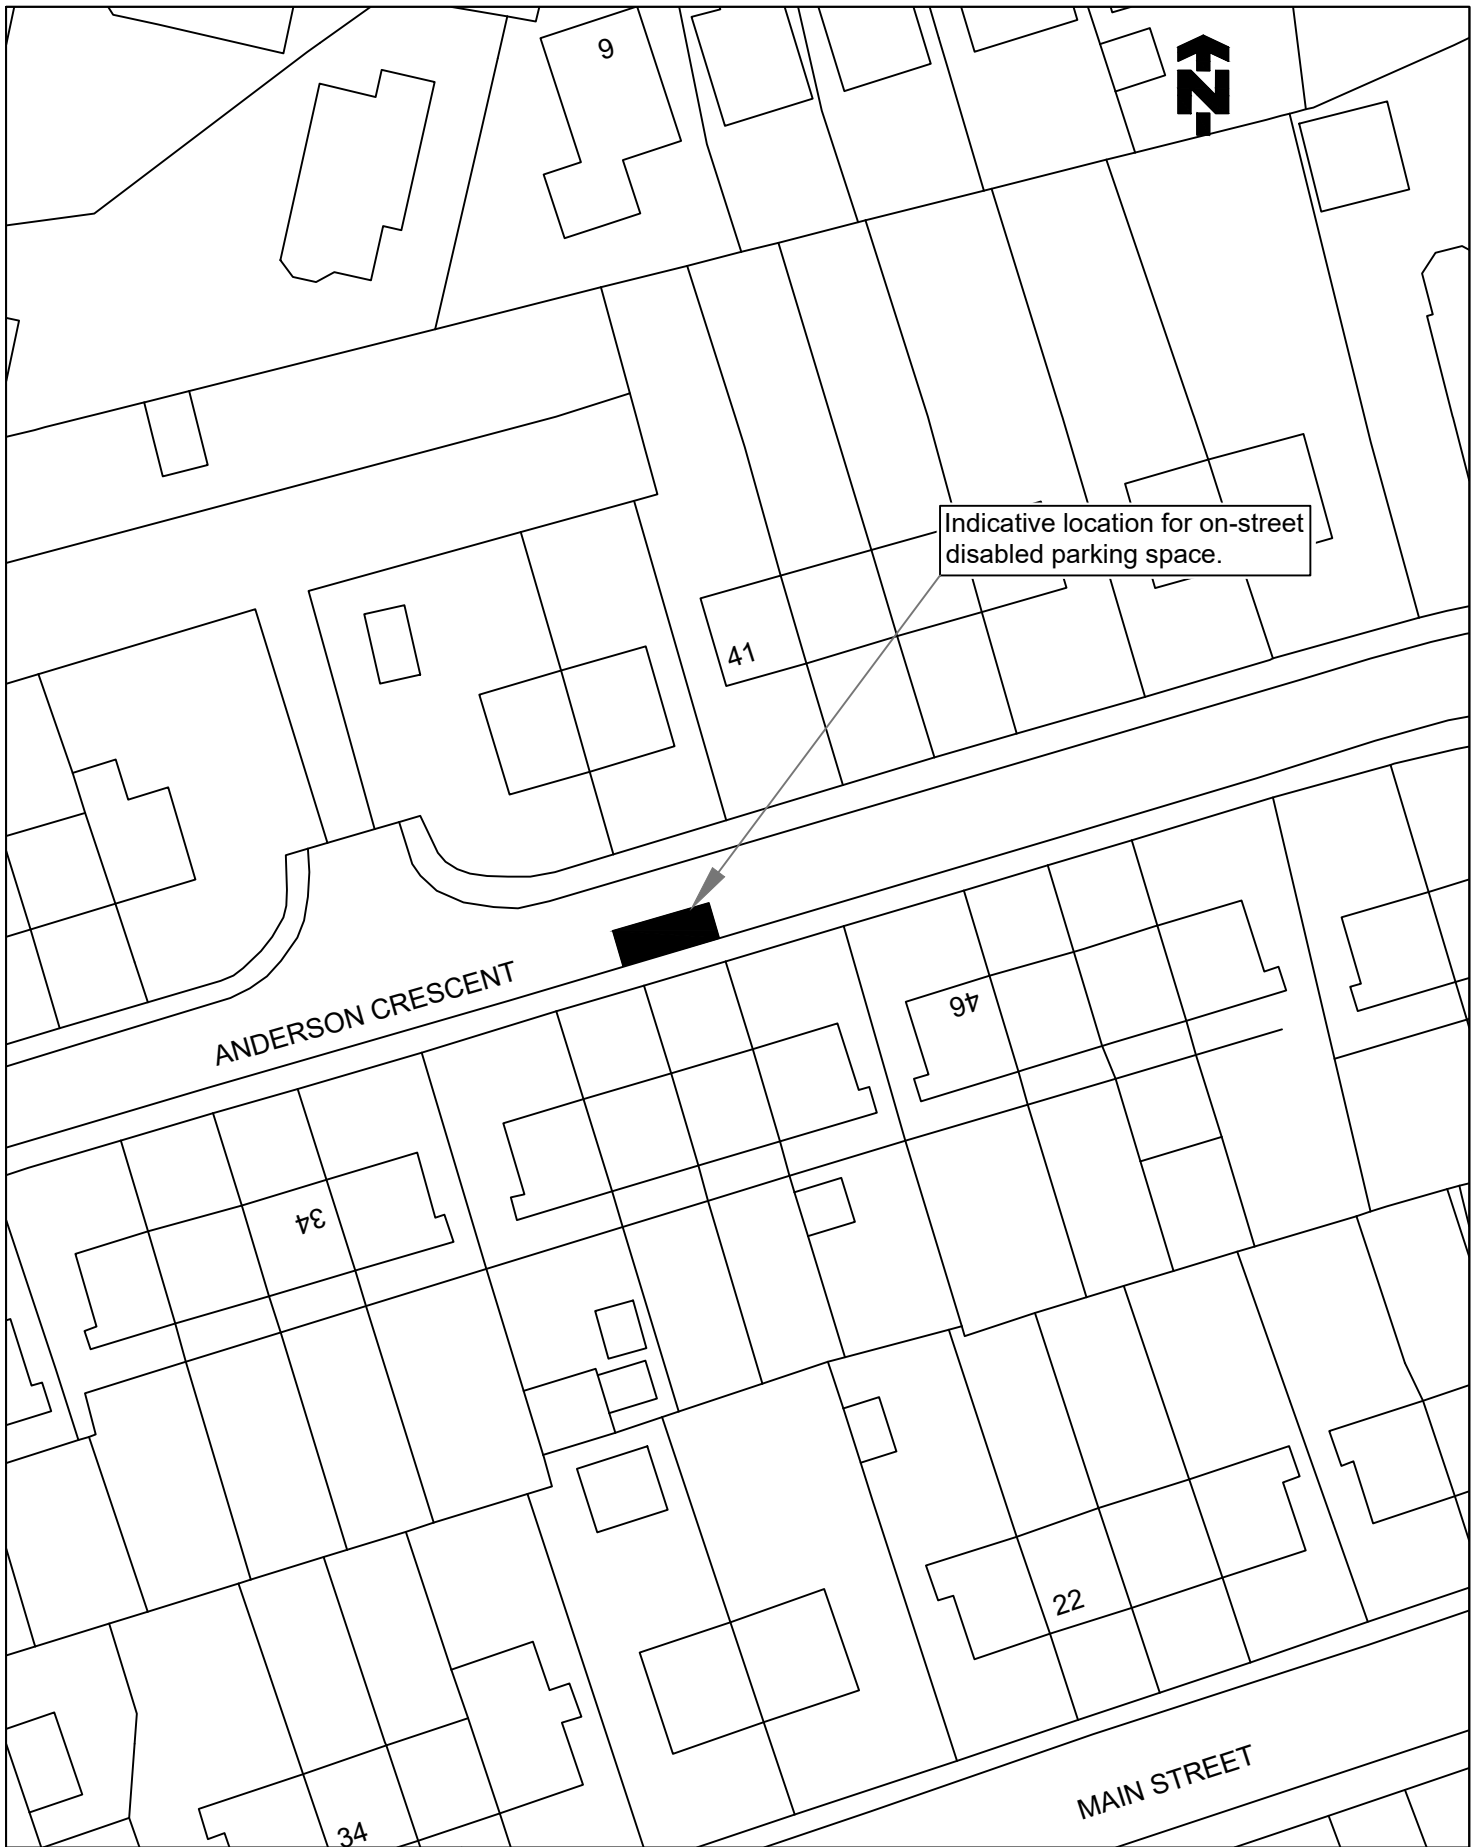 9
N
Indicative location for on-street
disabled parking space.
41
ANDERSON CRESCENT
46
34
22
34
MAIN STREET